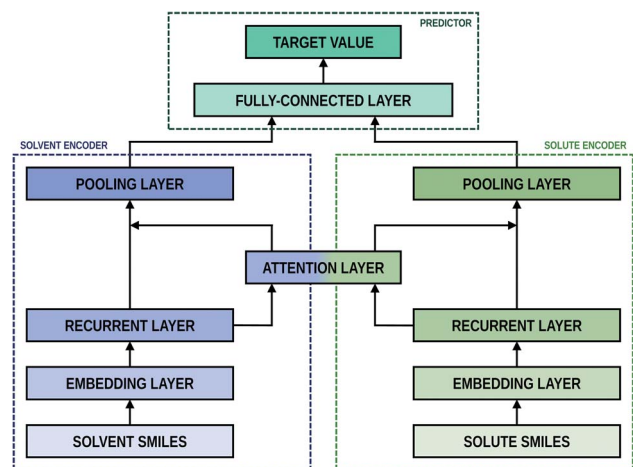 PREDICTOR
TARGET VALUE
FULLY-CONNECTED LAYER
SOLVENT ENCODER
SOLUTE ENCODER
POOLING LAYER
POOLING LAYER
ATTENTION LAYER
RECURRENT LAYER
RECURRENT LAYER
EMBEDDING LAYER
EMBEDDING LAYER
SOLVENT SMILES
SOLUTE SMILES